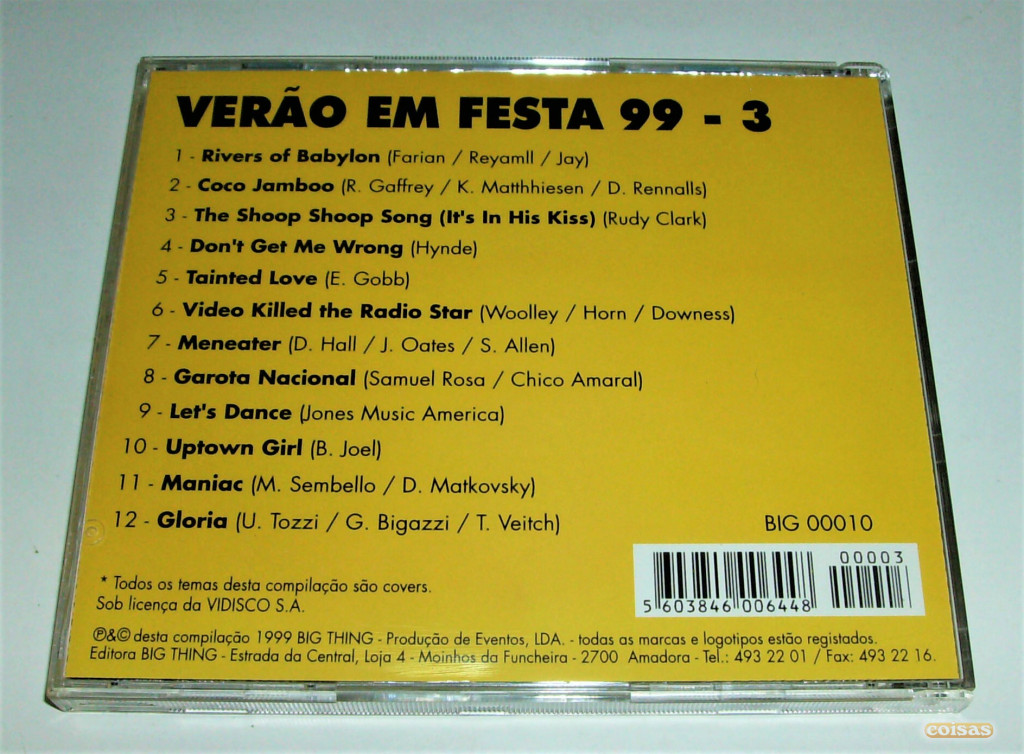 VERÃO EM FESTA 99 - 3
1 - Rivers of Babylon (Farian / Reyamll / Jay)
2 - Coco Jamboo (R. Gaffrey / K. Matthhiesen / D. Rennalls)
3 - The Shoop Shoop Song (It's In His Kiss) (Rudy Clark)
4 - Don't Get Me Wrong (Hynde)
5 - Tainted Love (E. Gobb)
6 - Video Killed the Radio Star (Woolley / Horn / Downess)
7 - Meneater (D. Hall / J. Oates / S. Allen)
8 - Garota Nacional (Samuel Rosa / Chico Amaral)
9 - Let's Dance (Jones Music America)
10 - Uptown Girl (B. Joel)
11 - Maniac (M. Sembello / D. Matkovsky)
12 - Gloria (U. Tozzi / G. Bigazzi / T. Veitch)
BIG 00010
00003
5 603846 006448
* Todos os temas desta compilação são covers.
Sob licença da VIDISCO S.A.
℗&© desta compilação 1999 BIG THING - Produção de Eventos, LDA. - todas as marcas e logotipos estão registados.
Editora BIG THING - Estrada da Central, Loja 4 - Moinhos da Funcheira - 2700 Amadora - Tel.: 493 22 01 / Fax: 493 22 16.
coisas